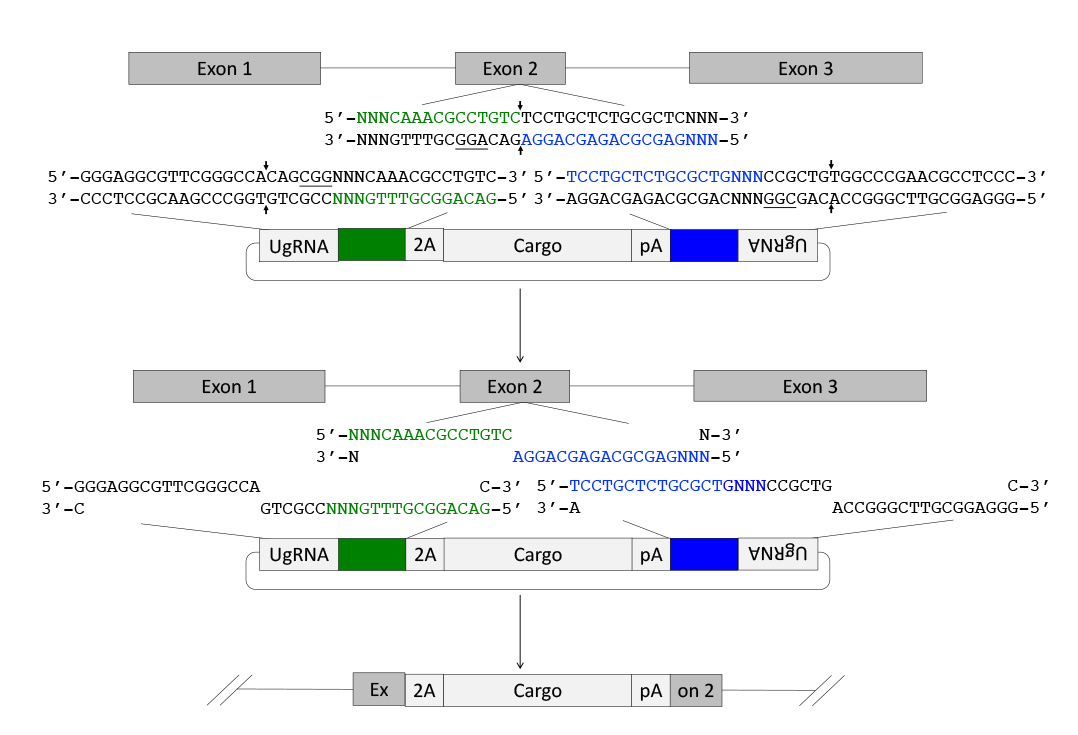 Exon 1 Exon 2 Exon 3
5’-NNNCAAACGCCTGTCTCCTGCTCTGCGCTCNNN-3’
3’-NNNGTTTGCGGACAGAGGACGAGACGCGAGNNN-5’
5’-GGGAGGCGTTCGGGCCACAGCGGNNNCAAACGCCTGTC-3’ 5’-TCCTGCTCTGCGCTGNNNCCGCTGTGGCCCGAACGCCTCCC-3’
3’-CCCTCCGCAAGCCCGGTGTCGCCNNNGTTTGCGGACAG-5’ 3’-AGGACGAGACGCGACNNNGGCGACACCGGGCTTGCGGAGGG-5’
UgRNA 2A Cargo pA UgRNA
Exon 1 Exon 2 Exon 3
5’-NNNCAAACGCCTGTC N-3’
3’-N AGGACGAGACGCGAGNNN-5’
5’-GGGAGGCGTTCGGGCCA C-3’ 5’-TCCTGCTCTGCGCTGNNNCCGCTG C-3’
3’-C GTCGCCNNNGTTTGCGGACAG-5’ 3’-A ACCGGGCTTGCGGAGGG-5’
UgRNA 2A Cargo pA UgRNA
Ex 2A Cargo pA on 2